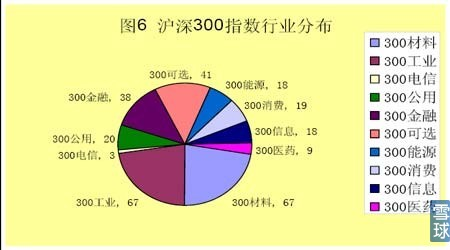 图6 沪深300指数行业分布
300可选, 41
300能源, 18
300金融, 38
300消费, 19
300信息, 18
300公用, 20
300医药, 9
300电信, 3
300工业, 67
300材料, 67
300材料
300工业
300电信
300公用
300金融
300可选
300能源
300消费
300信息
300医药
雪球